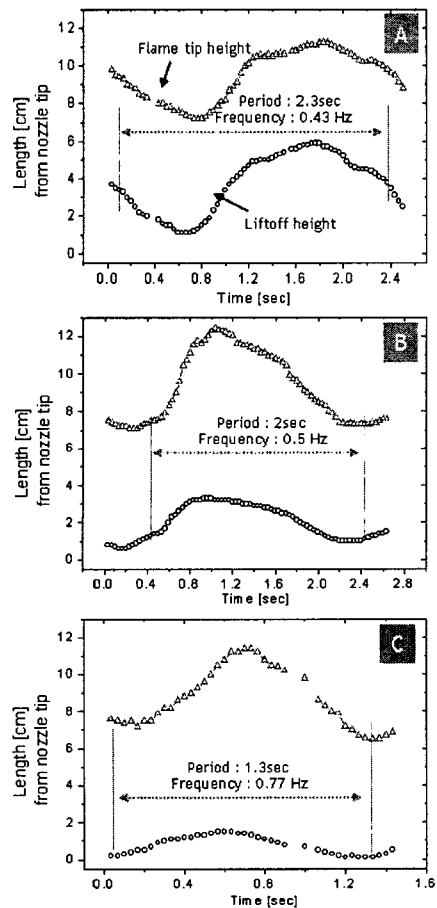 A
Flame tip height
Period : 2.3sec
Frequency : 0.43 Hz
Liftoff height
Length [cm]
from nozzle tip
12
10
8
6
4
2
0
0.0 0.4 0.8 1.2 1.6 2.0 2.4
Time [sec]
B
Period : 2sec
Frequency : 0.5 Hz
Length [cm]
from nozzle tip
12
10
8
6
4
2
0
0.0 0.4 0.8 1.2 1.6 2.0 2.4 2.8
Time [sec]
C
Period : 1.3sec
Frequency : 0.77 Hz
Length [cm]
from nozzle tip
12
10
8
6
4
2
0
0.0 0.4 0.8 1.2 1.6
Time [sec]